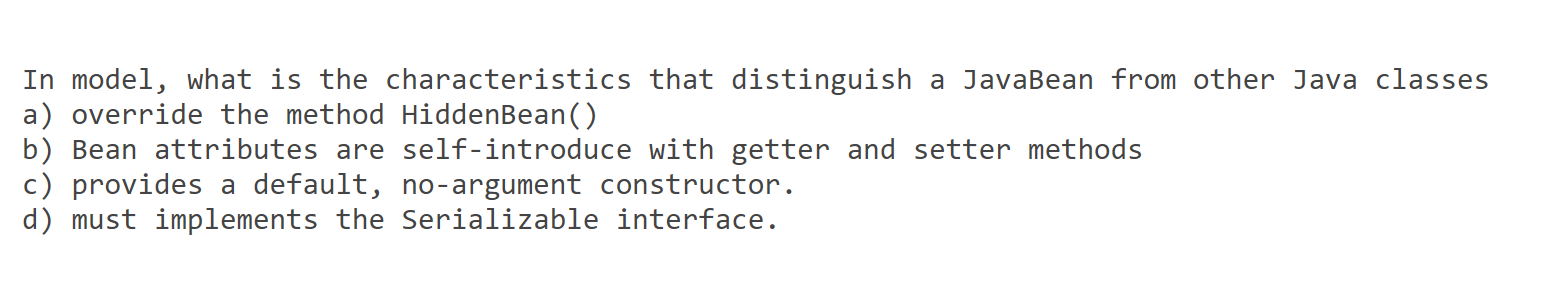 In model, what is the characteristics that distinguish a JavaBean from other Java classes
a) override the method HiddenBean()
b) Bean attributes are self-introduce with getter and setter methods
c) provides a default, no-argument constructor.
d) must implements the Serializable interface.